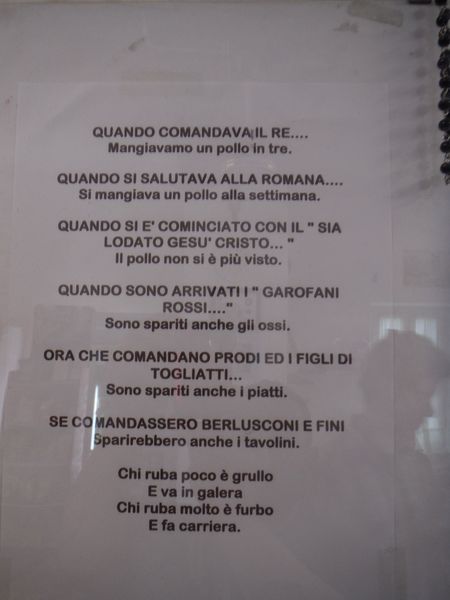 QUANDO COMANDAVA IL RE....
Mangiavamo un pollo in tre.
QUANDO SI SALUTAVA ALLA ROMANA....
Si mangiava un pollo alla settimana.
QUANDO SI E' COMINCIATO CON IL " SIA
LODATO GESU' CRISTO... "
Il pollo non si è più visto.
QUANDO SONO ARRIVATI I " GAROFANI
ROSSI...."
Sono spariti anche gli ossi.
ORA CHE COMANDANO PRODI ED I FIGLI DI
TOGLIATTI...
Sono spariti anche i piatti.
SE COMANDASSERO BERLUSCONI E FINI
Sparirebbero anche i tavolini.
Chi ruba poco è grullo
E va in galera
Chi ruba molto è furbo
E fa carriera.